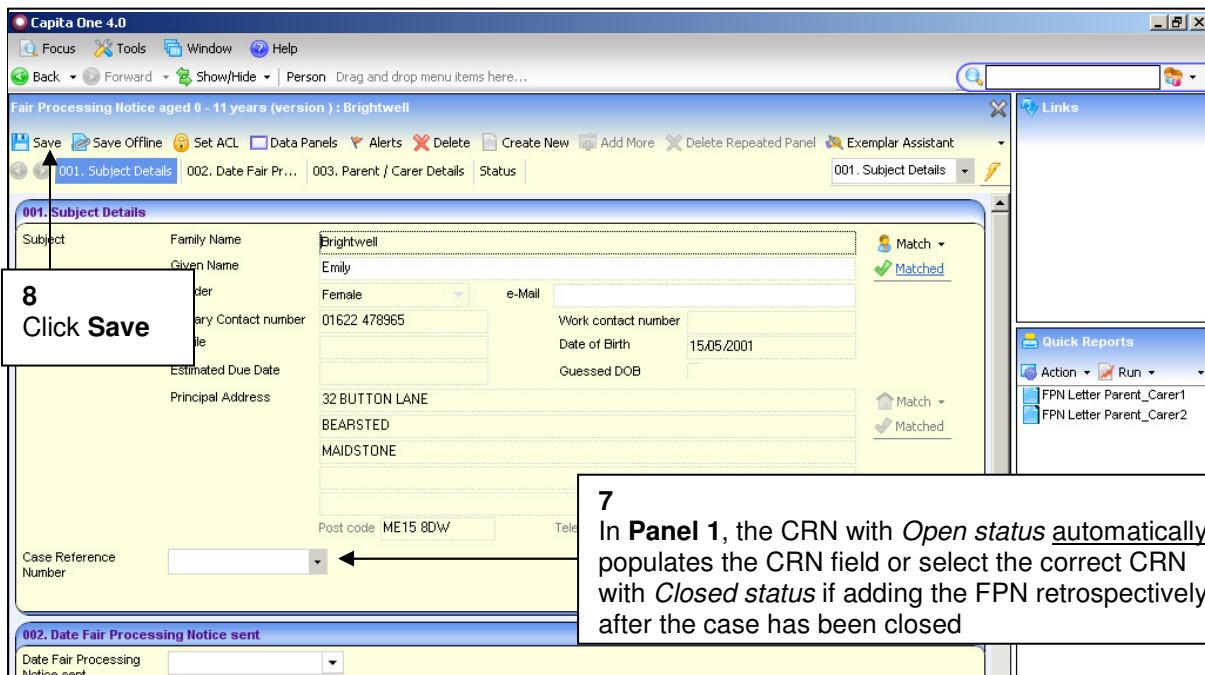 Capita One 4.0
Focus Tools Window Help
Back Forward Show/Hide Person Drag and drop menu items here...
Fair Processing Notice aged 0 - 11 years (version ) : Brightwell
Links
Save Save Offline Set ACL Data Panels Alerts Delete Create New Add More Delete Repeated Panel Exemplar Assistant
001. Subject Details 002. Date Fair Pr... 003. Parent / Carer Details Status 001. Subject Details
001. Subject Details
Subject Family Name Brightwell Match
Given Name Emily Matched
der Female e-Mail
ary Contact number 01622 478965 Work contact number
ile Date of Birth 15/05/2001
Estimated Due Date Guessed DOB
Principal Address 32 BUTTON LANE Match
BEARSTED Matched
MAIDSTONE
Post code ME15 8DW Tele
Case Reference
Number
8
Click Save
Quick Reports
Action Run
FPN Letter Parent_Carer1
FPN Letter Parent_Carer2
7
In Panel 1, the CRN with Open status automatically
populates the CRN field or select the correct CRN
with Closed status if adding the FPN retrospectively
after the case has been closed
002. Date Fair Processing Notice sent
Date Fair Processing
Notice sent